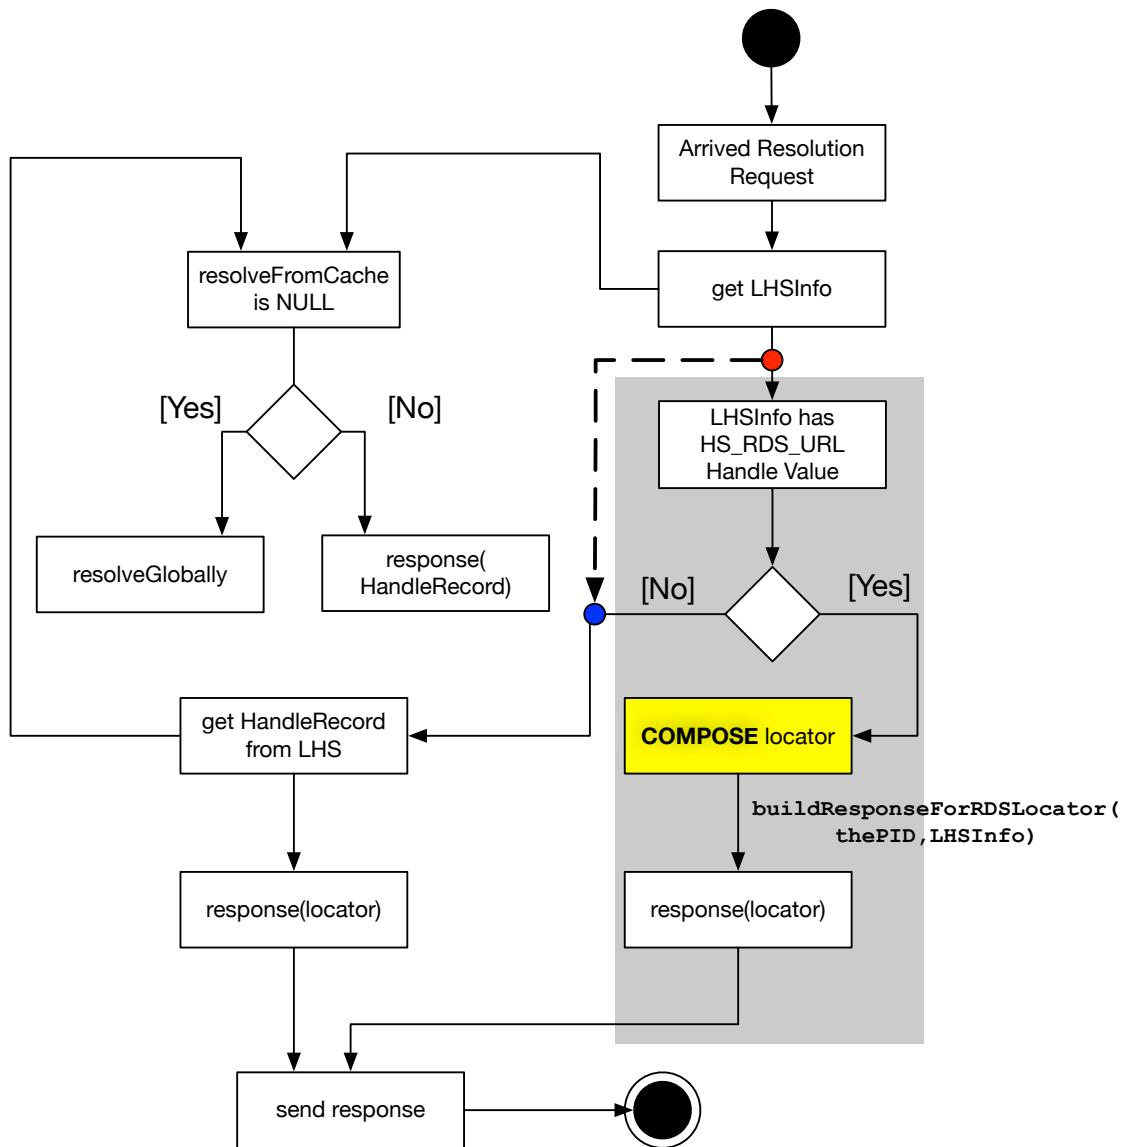 Arrived Resolution
Request
resolveFromCache
is NULL
get LHSInfo
[Yes]
[No]
LHSInfo has
HS_RDS_URL
Handle Value
resolveGlobally
response(
HandleRecord)
[No]
[Yes]
get HandleRecord
from LHS
COMPOSE locator
buildResponseForRDSLocator(
thePID,LHSInfo)
response(locator)
response(locator)
send response